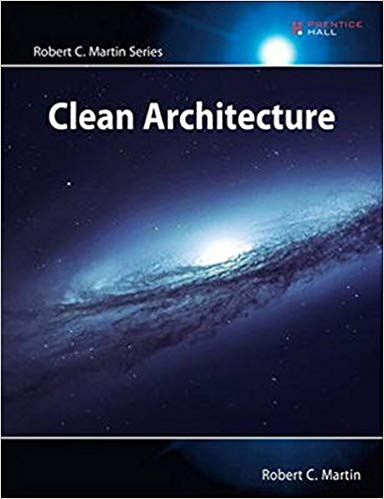 PRENTICE
HALL
Robert C. Martin Series
Clean Architecture
Robert C. Martin